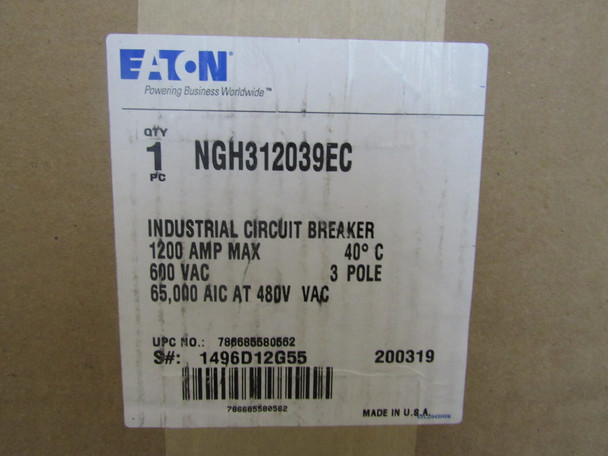 EATON
Powering Business Worldwide™
QTY
1 NGH312039EC
PC
INDUSTRIAL CIRCUIT BREAKER
1200 AMP MAX 40° C
600 VAC 3 POLE
65,000 AIC AT 480V VAC
UPC NO.: 786685580562
S#: 1496D12G55 200319
786685580562
MADE IN U.S.A.